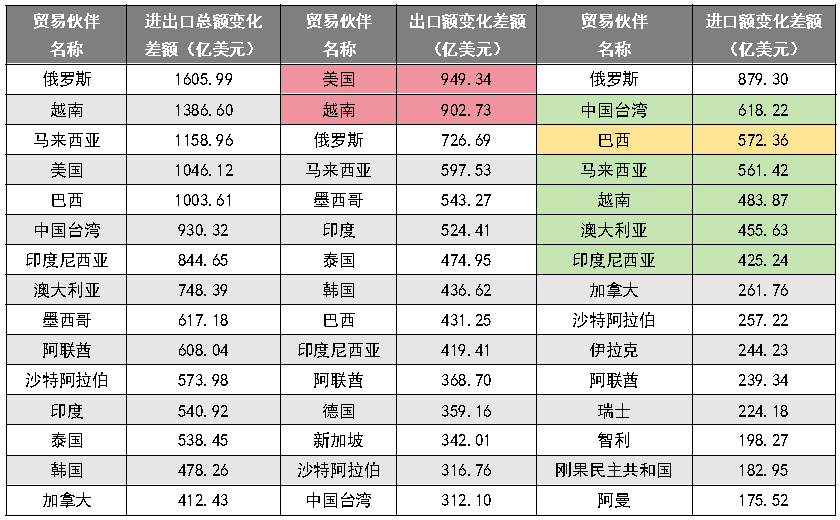 贸易伙伴名称 进出口总额变化差额（亿美元） 贸易伙伴名称 出口额变化差额（亿美元） 贸易伙伴名称 进口额变化差额（亿美元）
俄罗斯 1605.99 美国 949.34 俄罗斯 879.30
越南 1386.60 越南 902.73 中国台湾 618.22
马来西亚 1158.96 俄罗斯 726.69 巴西 572.36
美国 1046.12 马来西亚 597.53 马来西亚 561.42
巴西 1003.61 墨西哥 543.27 越南 483.87
中国台湾 930.32 印度 524.41 澳大利亚 455.63
印度尼西亚 844.65 泰国 474.95 印度尼西亚 425.24
澳大利亚 748.39 韩国 436.62 加拿大 261.76
墨西哥 617.18 巴西 431.25 沙特阿拉伯 257.22
阿联酋 608.04 印度尼西亚 419.41 伊拉克 244.23
沙特阿拉伯 573.98 阿联酋 368.70 阿联酋 239.34
印度 540.92 德国 359.16 瑞士 224.18
泰国 538.45 新加坡 342.01 智利 198.27
韩国 478.26 沙特阿拉伯 316.76 刚果民主共和国 182.95
加拿大 412.43 中国台湾 312.10 阿曼 175.52